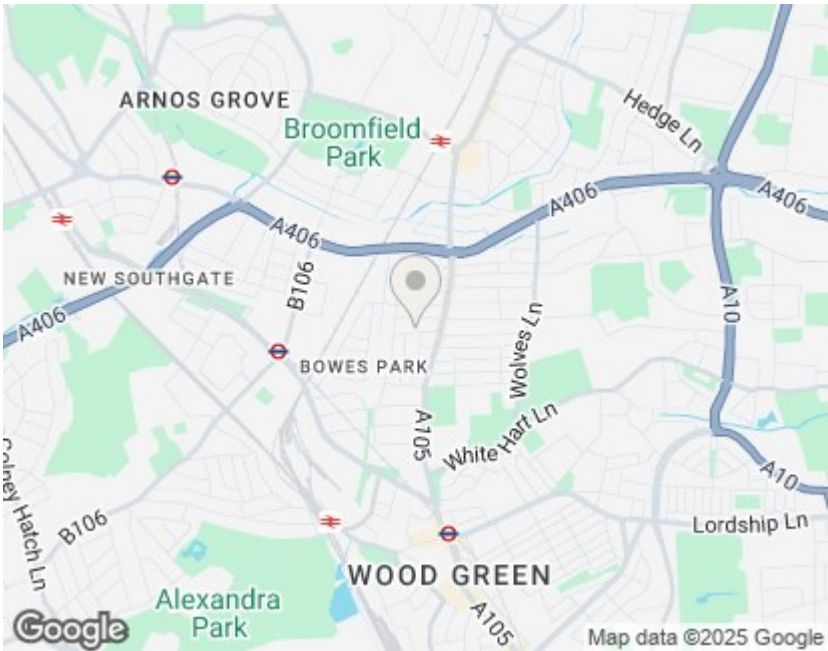 ARNOS GROVE
Broomfield
Park
Hedge Ln
A406
A406
A406
NEW SOUTHGATE
B106
A406
A10
Wolves Ln
BOWES PARK
A105
White Hart Ln
A10
Colney Hatch Ln
B106
Lordship Ln
WOOD GREEN
Alexandra
Park
A105
Google
Map data ©2025 Google